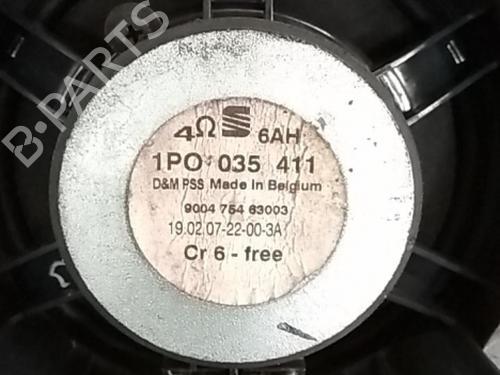 B-PARTS
4Ω 6AH
1PO 035 411
D&M PSS Made in Belgium
9004 754 63003
19.02.07-22-00-3A
Cr 6 - free